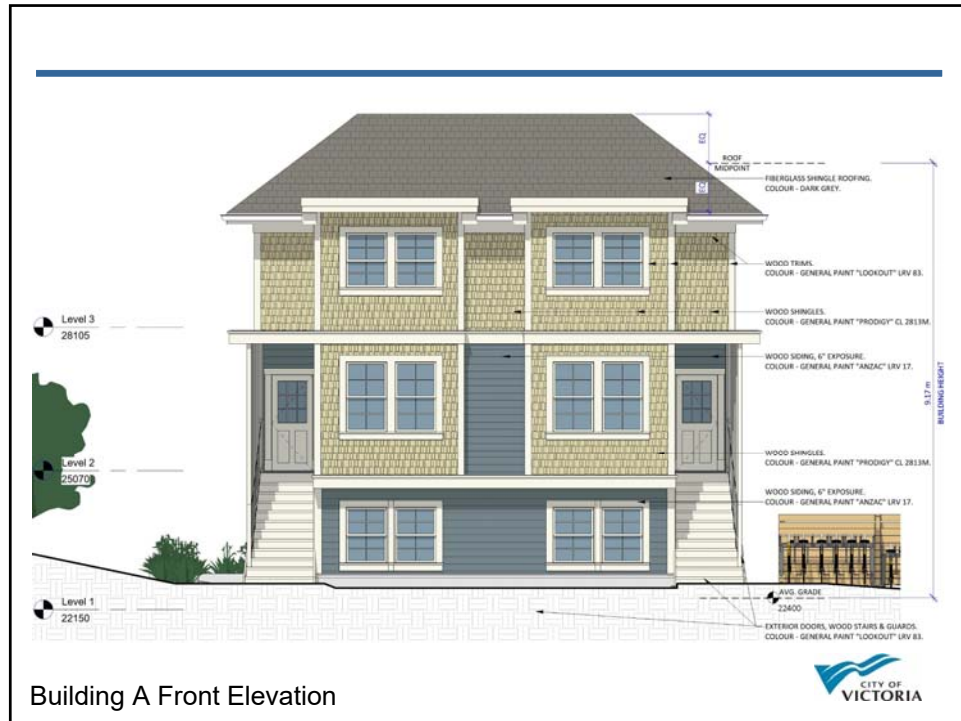 EQ
ROOF
MIDPOINT
EQ
FIBERGLASS SHINGLE ROOFING.
COLOUR - DARK GREY.
WOOD TRIMS.
COLOUR - GENERAL PAINT "LOOKOUT" LRV 83.
Level 3
28105
WOOD SHINGLES.
COLOUR - GENERAL PAINT "PRODIGY" CL 2813M.
WOOD SIDING, 6" EXPOSURE.
COLOUR - GENERAL PAINT "ANZAC" LRV 17.
9.17 m
BUILDING HEIGHT
Level 2
25070
WOOD SHINGLES.
COLOUR - GENERAL PAINT "PRODIGY" CL 2813M.
WOOD SIDING, 6" EXPOSURE.
COLOUR - GENERAL PAINT "ANZAC" LRV 17.
Level 1
22150
AVG. GRADE
22400
EXTERIOR DOORS, WOOD STAIRS & GUARDS.
COLOUR - GENERAL PAINT "LOOKOUT" LRV 83.
Building A Front Elevation
CITY OF
VICTORIA